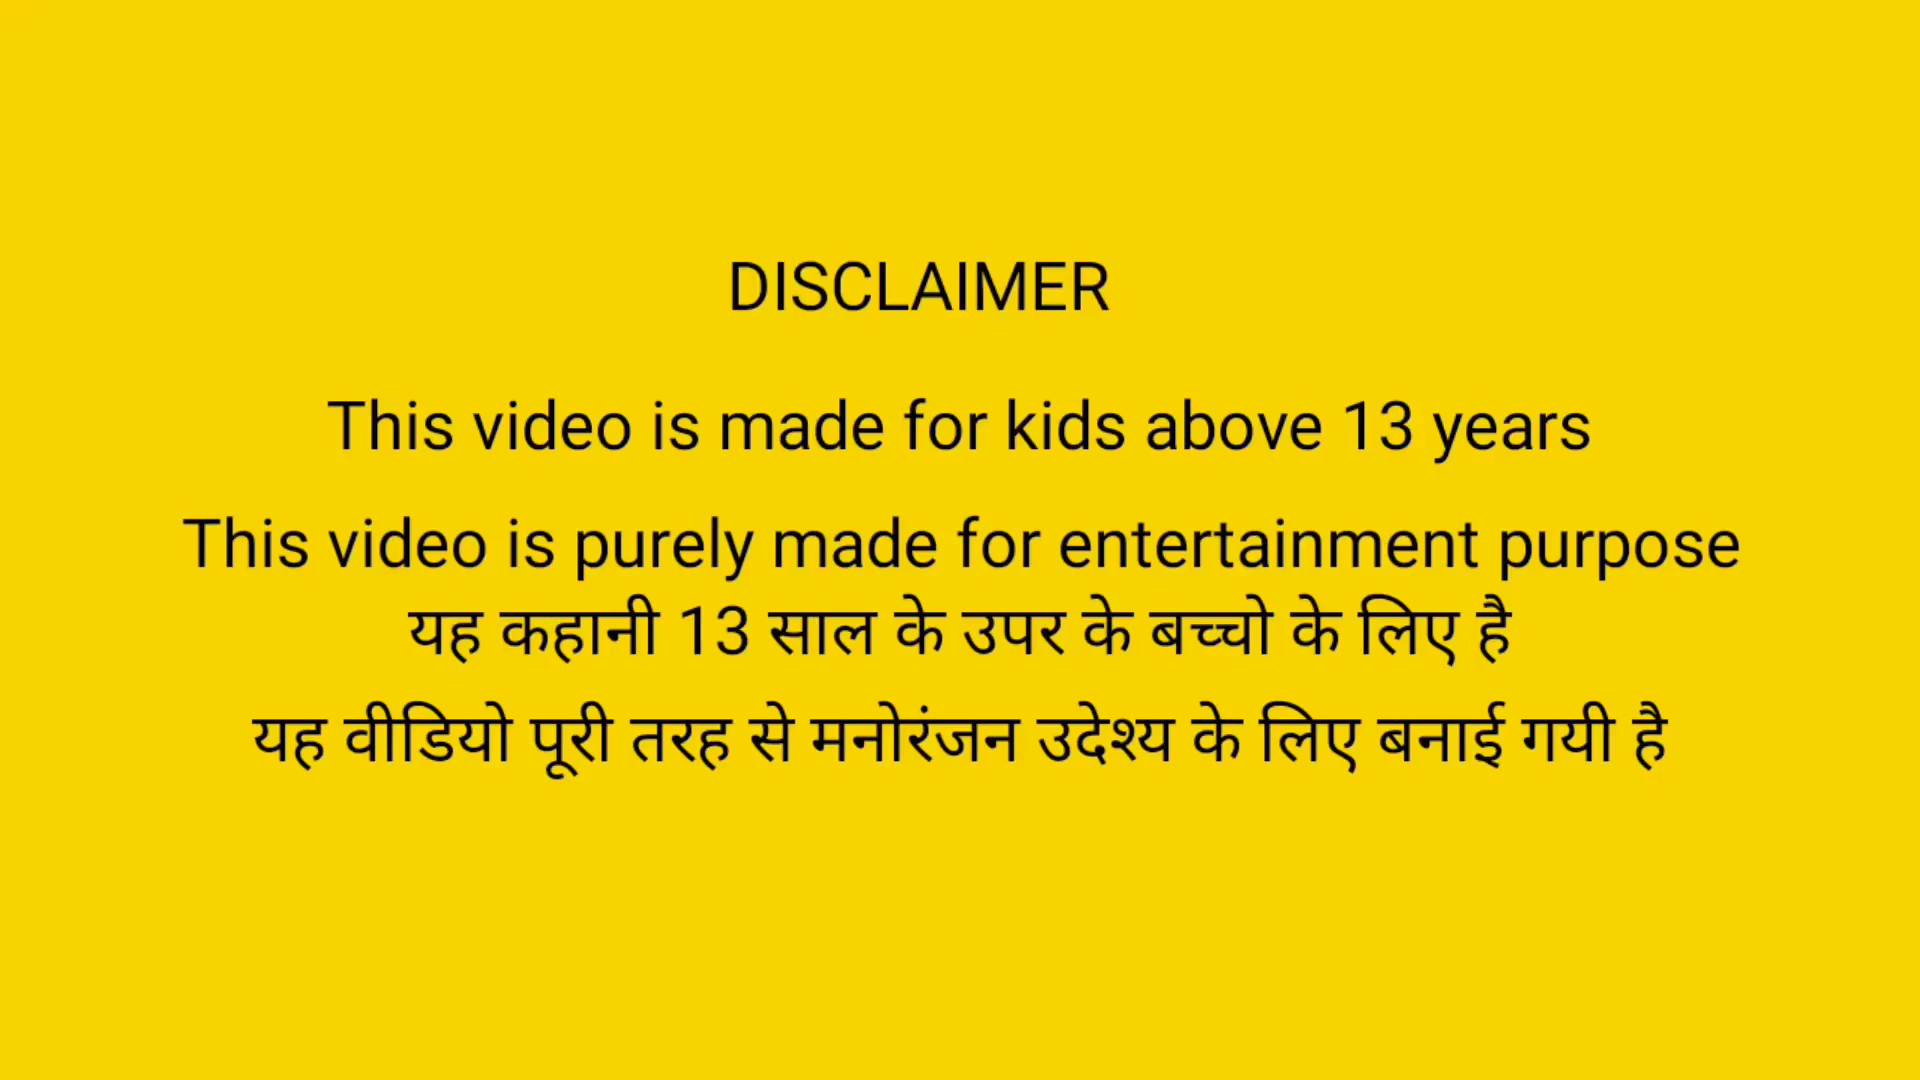 DISCLAIMER
This video is made for kids above 13 years
This video is purely made for entertainment purpose
यह कहानी 13 साल के उपर के बच्चो के लिए है
यह वीडियो पूरी तरह से मनोरंजन उदेश्य के लिए बनाई गयी है